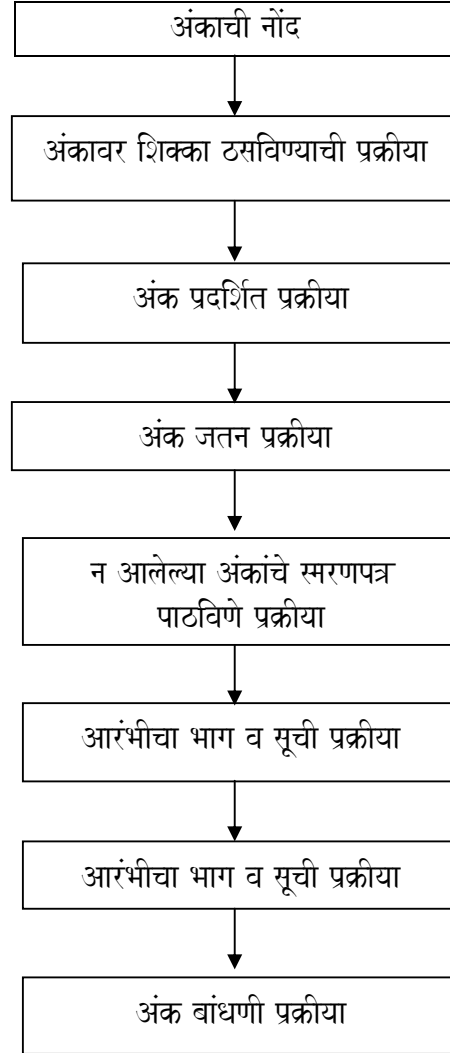 अंकाची नोंद
अंकावर शिक्का ठसविण्याची प्रक्रीया
अंक प्रदर्शित प्रक्रीया
अंक जतन प्रक्रीया
न आलेल्या अंकांचे स्मरणपत्र
पाठविणे प्रक्रीया
आरंभीचा भाग व सूची प्रक्रीया
आरंभीचा भाग व सूची प्रक्रीया
अंक बांधणी प्रक्रीया